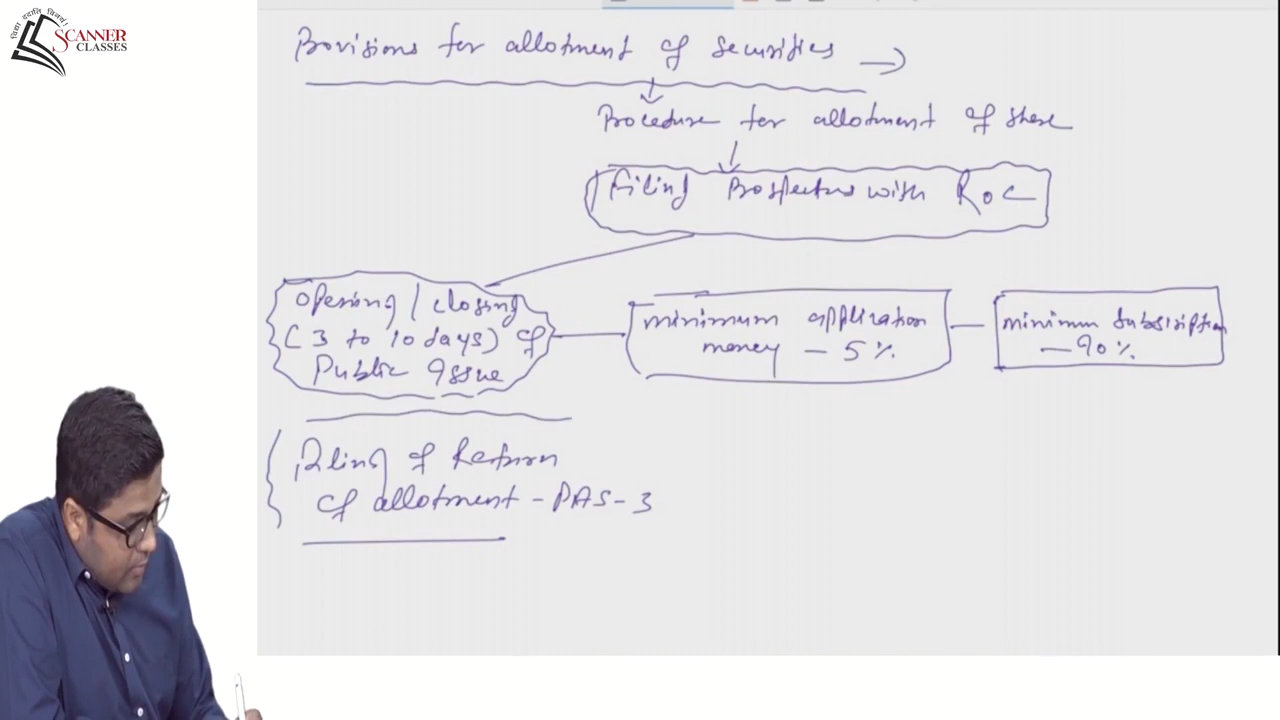 विद्या ददाति विनयं।
SCANNER
CLASSES
Provisions for allotment of securities →
Procedure for allotment of share
Filing Prospectus with ROC
Opening / closing
(3 to 10 days) of
Public Issue
minimum application
money - 5%
minimum Subscription
- 90%
Filing of Return
of allotment - PAS-3